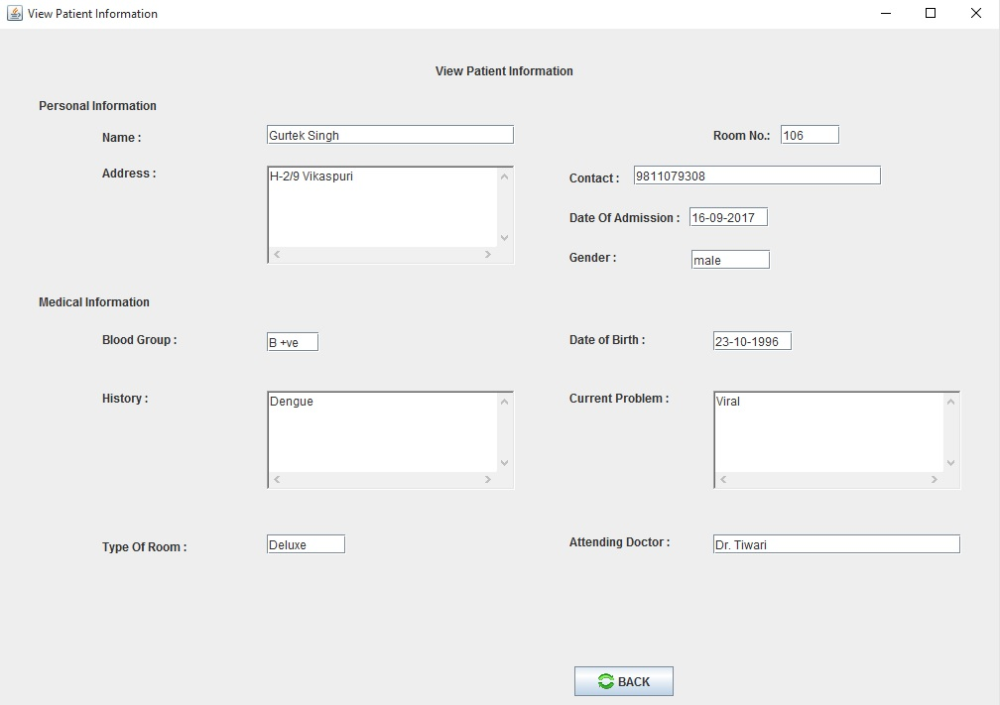 View Patient Information
View Patient Information
Personal Information
Name : Gurtek Singh Room No.: 106
Address : H-2/9 Vikaspuri Contact : 9811079308
Date Of Admission : 16-09-2017
Gender : male
Medical Information
Blood Group : B +ve Date of Birth : 23-10-1996
History : Dengue Current Problem : Viral
Type Of Room : Deluxe Attending Doctor : Dr. Tiwari
BACK